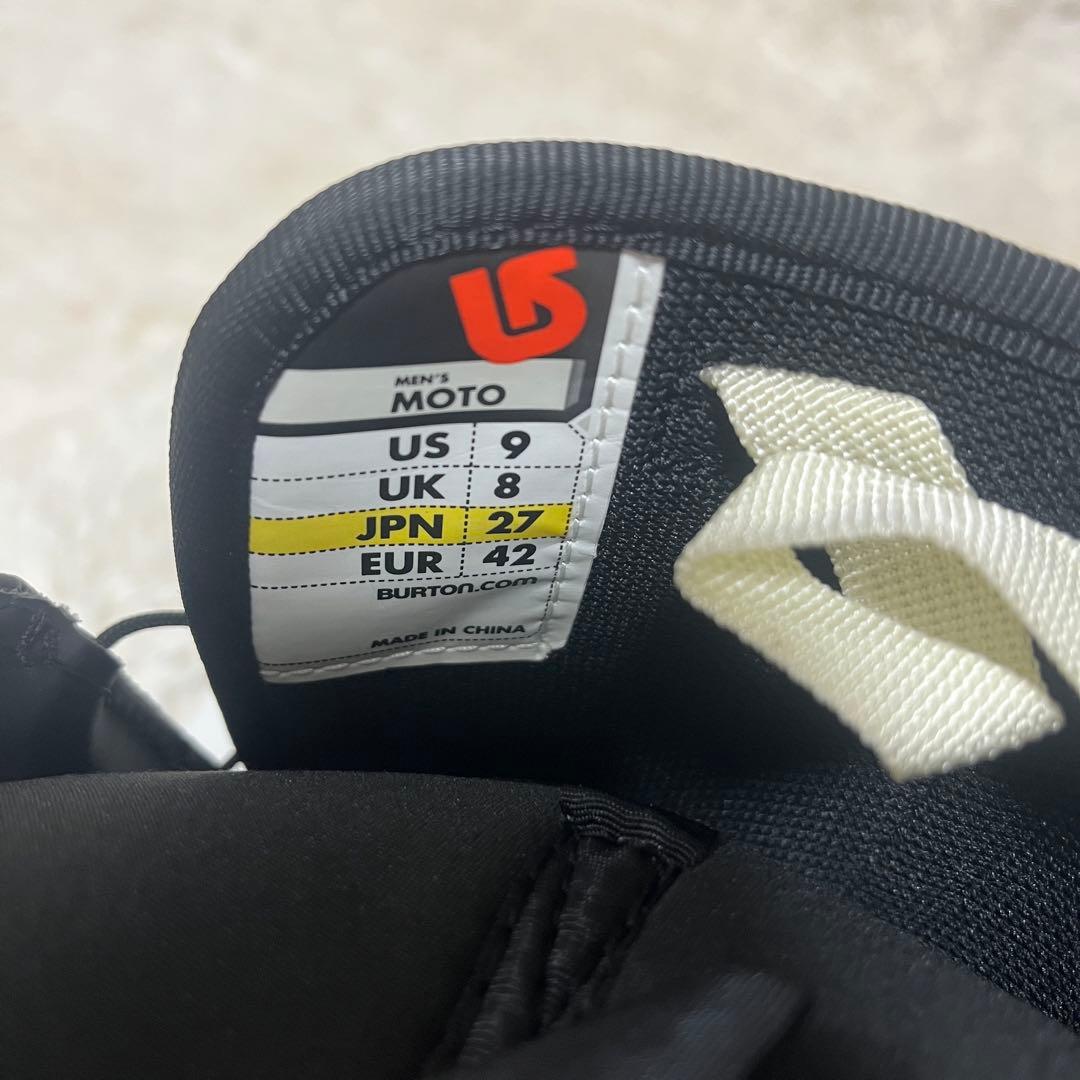 MEN'S
MOTO
US 9
UK 8
JPN 27
EUR 42
BURTON.COM
MADE IN CHINA